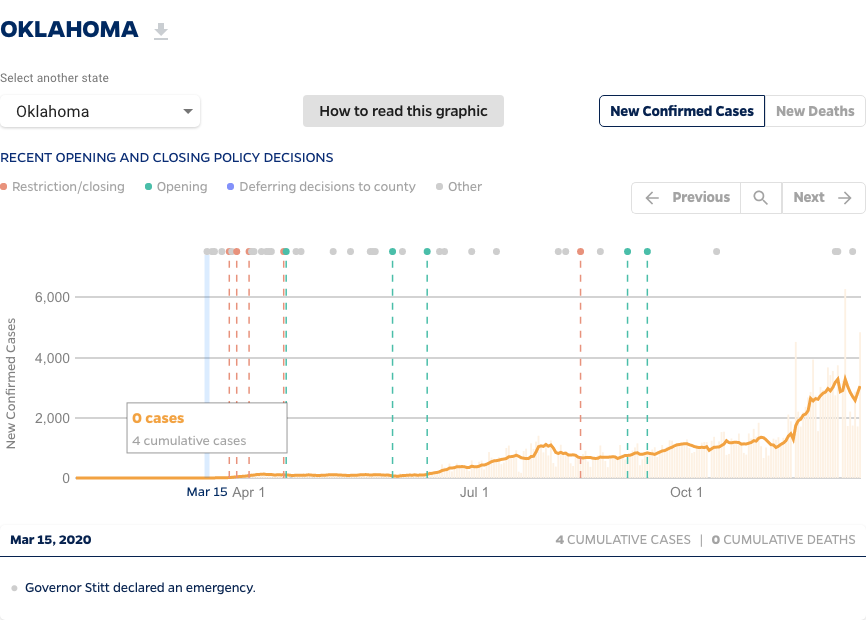 OKLAHOMA
Select another state
Oklahoma
How to read this graphic
New Confirmed Cases
New Deaths
RECENT OPENING AND CLOSING POLICY DECISIONS
Restriction/closing
Opening
Deferring decisions to county
Other
Previous
Next
New Confirmed Cases
6,000
4,000
2,000
0
0 cases
4 cumulative cases
Mar 15
Apr 1
Jul 1
Oct 1
Mar 15, 2020
4 CUMULATIVE CASES | 0 CUMULATIVE DEATHS
Governor Stitt declared an emergency.